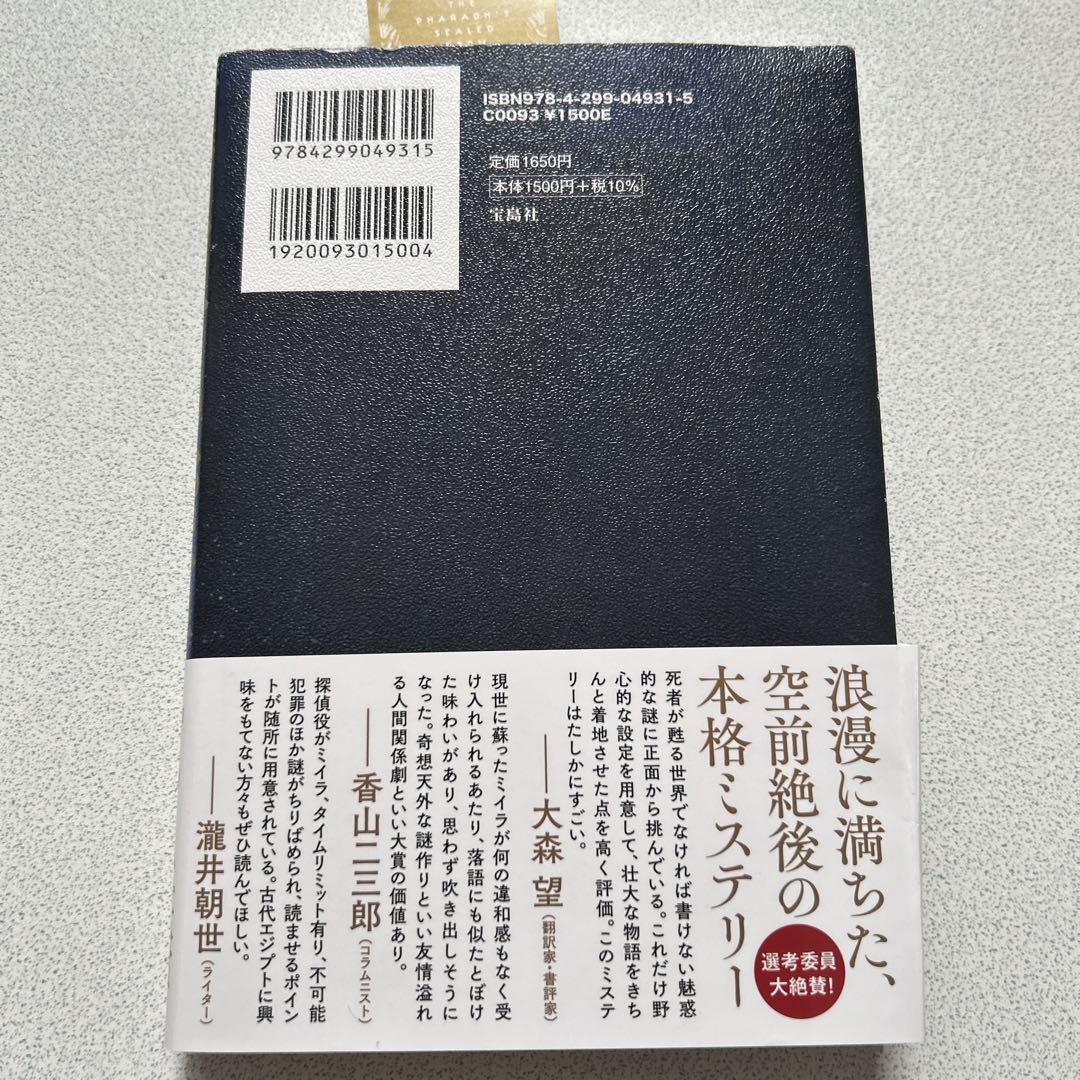 THE
PHARAOH'S
SEALED
ISBN978-4-299-04931-5
C0093 ¥1500E
9784299049315
定価1650円
本体1500円+税10%
宝島社
1920093015004
浪漫に満ちた、
空前絶後の
本格ミステリー
選考委員
大絶賛!
死者が甦る世界でなければ書けない魅惑
的な謎に正面から挑んでいる。これだけ野
心的な設定を用意して、壮大な物語をきち
んと着地させた点を高く評価。このミステ
リーはたしかにすごい。
――大森 望(翻訳家・書評家)
現世に蘇ったミイラが何の違和感もなく受
け入れられるあたり、落語にも似たとぼけ
た味わいがあり、思わず吹き出しそうに
なった。奇想天外な謎作りといい友情溢れ
る人間関係劇といい大賞の価値あり。
――香山二三郎(コラムニスト)
探偵役がミイラ、タイムリミット有り、不可能
犯罪のほか謎がちりばめられ、読ませるポイン
トが随所に用意されている。古代エジプトに興
味をもてない方々もぜひ読んでほしい。
――瀧井朝世(ライター)